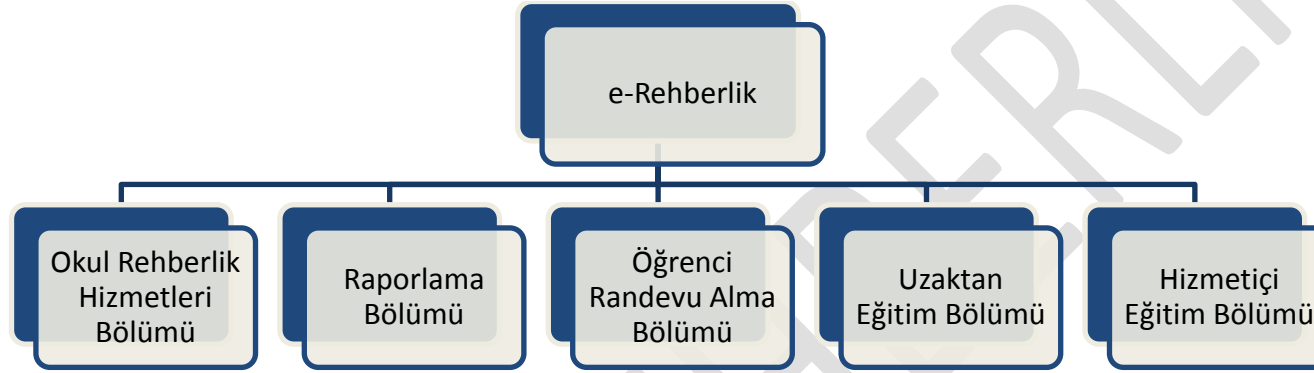 e-Rehberlik
Okul Rehberlik
Hizmetleri
Bölümü
Raporlama
Bölümü
Öğrenci
Randevu Alma
Bölümü
Uzaktan
Eğitim Bölümü
Hizmetiçi
Eğitim Bölümü